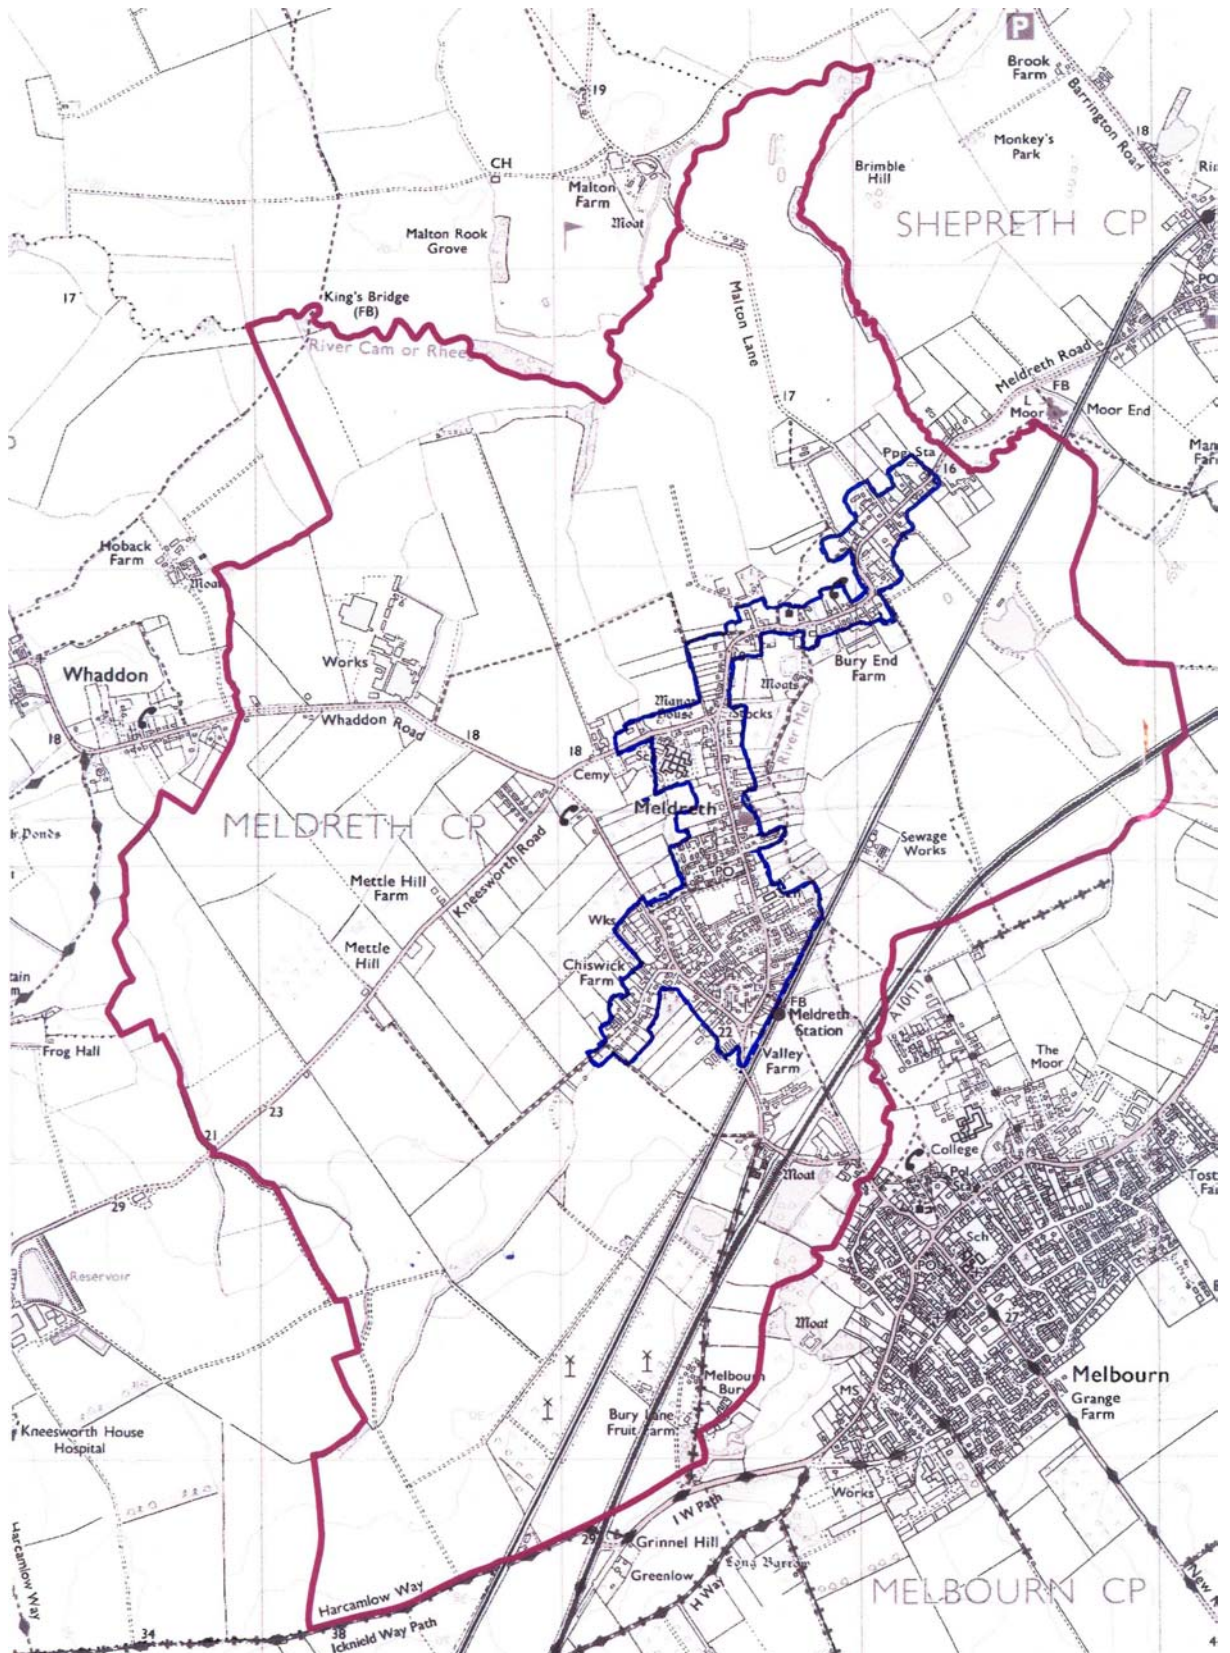 P
Brook
Farm
Barrington Road
19
18
Monkey's
Park
CH
Malton
Farm
Moat
Brimble
Hill
SHEPRETH CP
Malton Rook
Grove
17
King's Bridge
(FB)
River Cam or Rhee
Malton Lane
PO
Meldreth Road
FB
L
Moor
Moor End
17
Ppg Sta
16
Hoback
Farm
Moat
Works
Whaddon
Bury End
Farm
Moats
Manor
House
Stocks
River Mel
Whaddon Road
18
18
18
Cemy
Meldreth
MELDRETH CP
Ponds
Sewage
Works
Mettle Hill
Farm
Kneesworth Road
PO
Wks
Mettle
Hill
Chiswick
Farm
A10(T)
FB
Meldreth
Station
22
Valley
Farm
The
Moor
Frog Hall
23
21
College
Pol
Sta
Moat
29
Sch
PO
Reservoir
27
Moat
Melbourn
Bury
MS
Melbourn
Grange
Farm
Bury Lane
Fruit Farm
Kneesworth House
Hospital
Works
I W Path
29
Grinnel Hill
Long Barrow
Greenlow
H Way
MELBOURN CP
Harcamlow Way
Harcamlow Way
34
38
Icknield Way Path
New